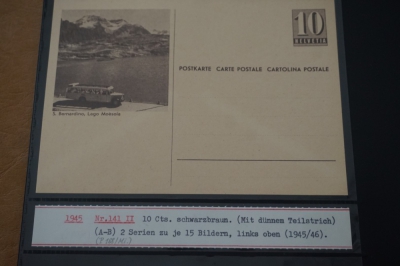 10
HELVETIA
POSTKARTE CARTE POSTALE CARTOLINA POSTALE
S. Bernardino, Lago Moesola
1945 Nr.141 II 10 Cts. schwarzbraun. (Mit dünnem Teilstrich)
(A-B) 2 Serien zu je 15 Bildern, links oben (1945/46).